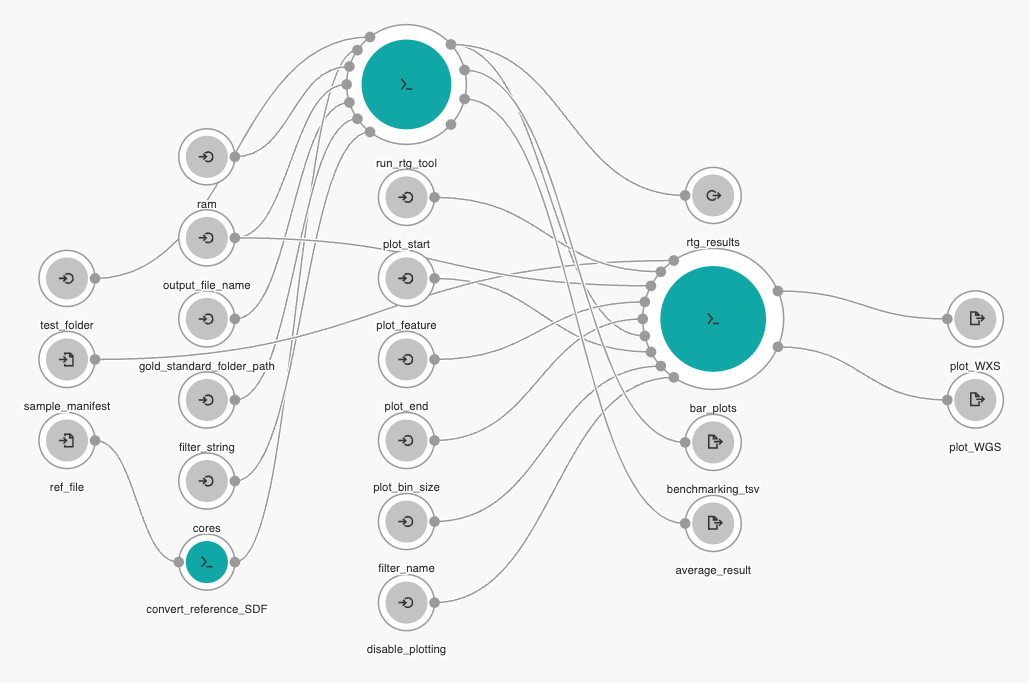 run_rtg_tool
ram
plot_start
rtg_results
output_file_name
test_folder
plot_feature
gold_standard_folder_path
plot_WXS
sample_manifest
plot_end
bar_plots
filter_string
plot_WGS
ref_file
plot_bin_size
benchmarking_tsv
cores
filter_name
average_result
convert_reference_SDF
disable_plotting